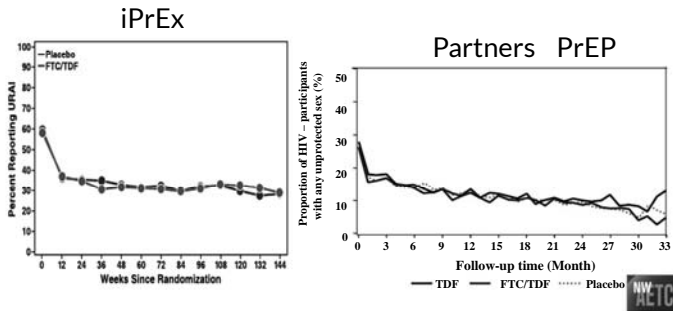 iPrEx
Percent Reporting URAI
100
90
80
70
60
50
40
30
20
10
0
Placebo
FTC/TDF
0 12 24 36 48 60 72 84 96 108 120 132 144
Weeks Since Randomization
Partners PrEP
Proportion of HIV – participants
with any unprotected sex (%)
50
40
30
20
10
0
0 3 6 9 12 15 18 21 24 27 30 33
Follow-up time (Month)
TDF FTC/TDF Placebo
NW
AETC